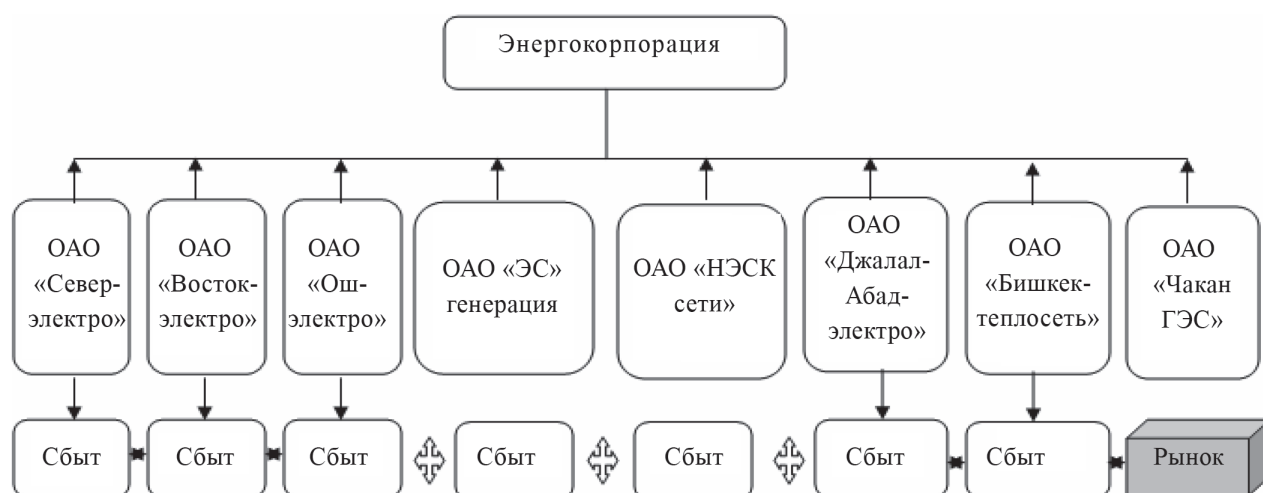 Энергокорпорация
ОАО
«Север-
электро»
ОАО
«Восток-
электро»
ОАО
«Ош-
электро»
ОАО «ЭС»
генерация
ОАО «НЭСК
сети»
ОАО
«Джалал-
Абад-
электро»
ОАО
«Бишкек-
теплосеть»
ОАО
«Чакан
ГЭС»
Сбыт
Сбыт
Сбыт
Сбыт
Сбыт
Сбыт
Сбыт
Рынок